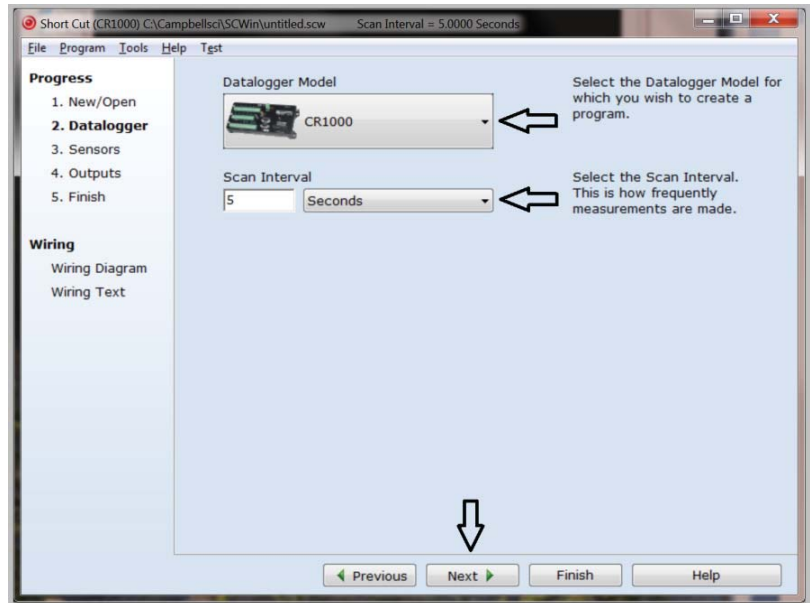 Short Cut (CR1000) C:\Campbellsci\SCWin\untitled.scw Scan Interval = 5.0000 Seconds
File Program Tools Help Test
Progress
1. New/Open
2. Datalogger
3. Sensors
4. Outputs
5. Finish
Wiring
Wiring Diagram
Wiring Text
Datalogger Model
CR1000
Select the Datalogger Model for
which you wish to create a
program.
Scan Interval
5 Seconds
Select the Scan Interval.
This is how frequently
measurements are made.
Previous Next Finish Help